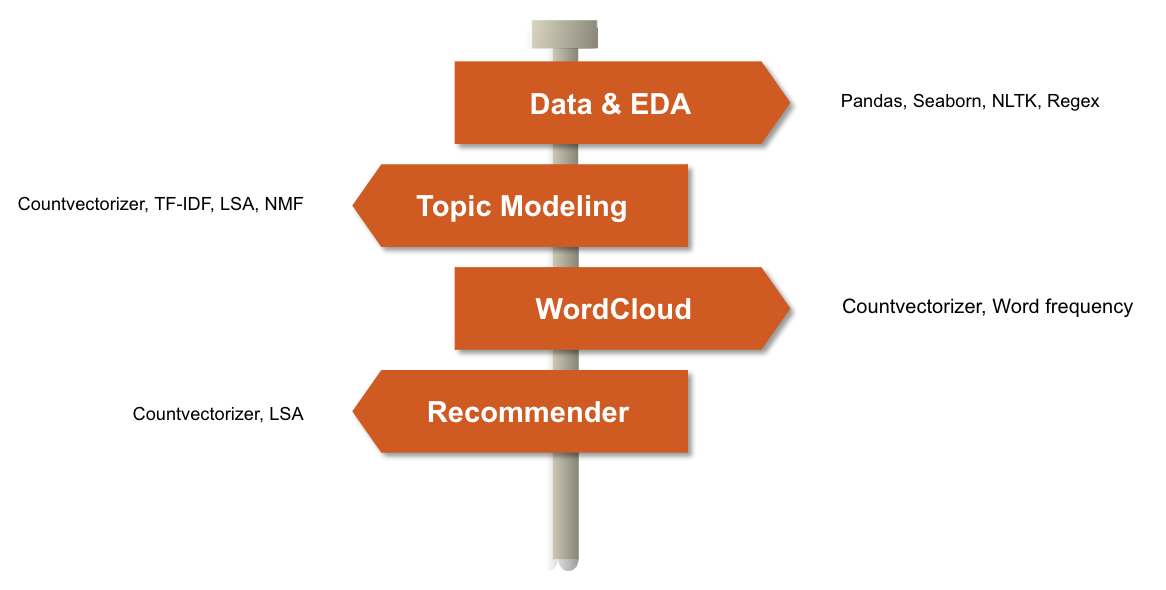 Data & EDA
Pandas, Seaborn, NLTK, Regex
Countvectorizer, TF-IDF, LSA, NMF
Topic Modeling
WordCloud
Countvectorizer, Word frequency
Countvectorizer, LSA
Recommender